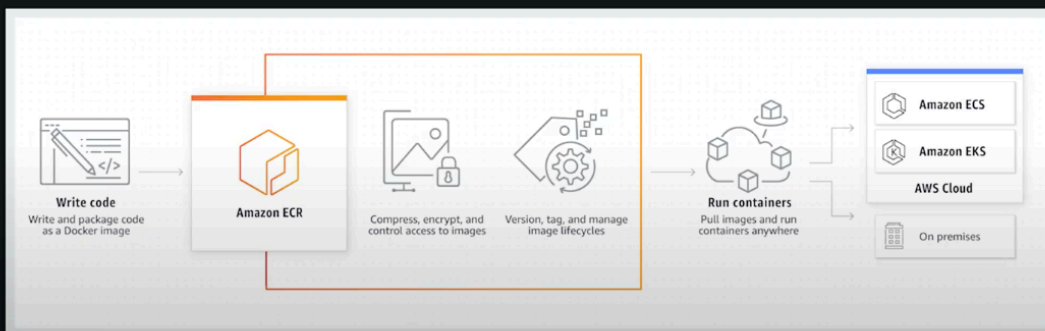 Write code
Write and package code
as a Docker image
</>
Amazon ECR
Compress, encrypt, and
control access to images
Version, tag, and manage
image lifecycles
Run containers
Pull images and run
containers anywhere
Amazon ECS
K
Amazon EKS
AWS Cloud
On premises